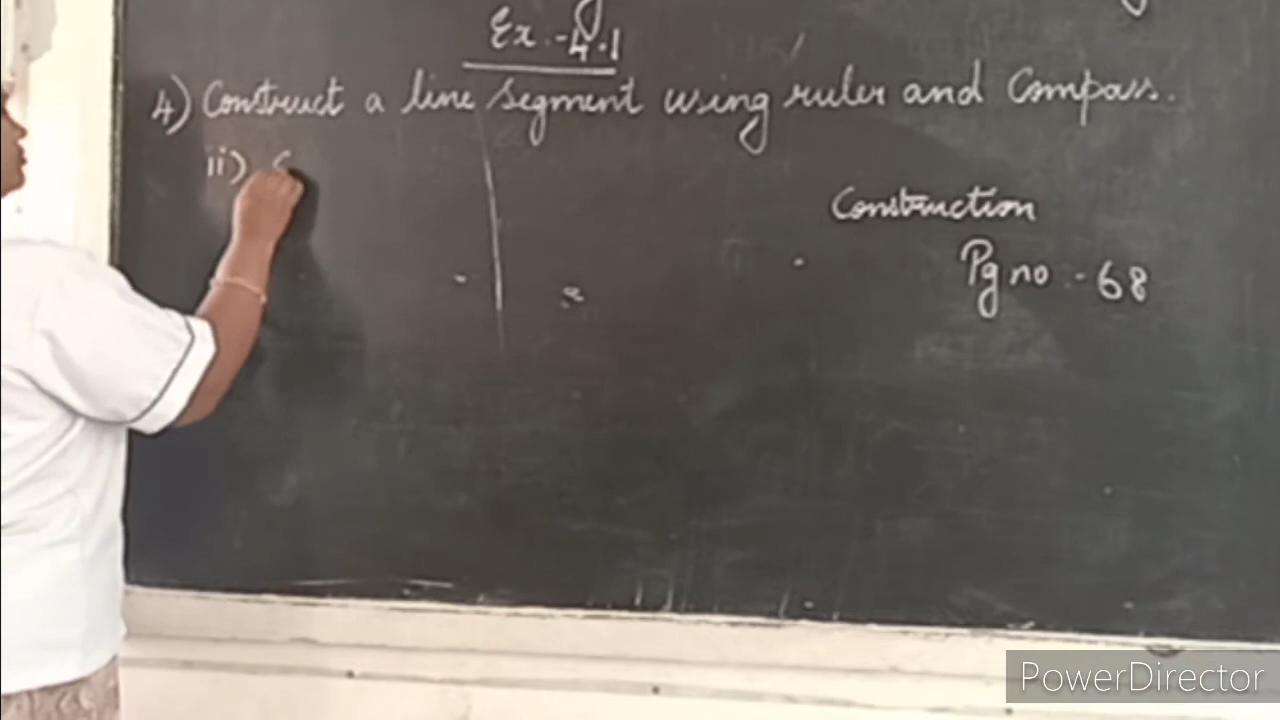 Ex.-4.1
4) Construct a line segment using ruler and Compass.
ii)
Construction
Pg no :- 68
PowerDirector